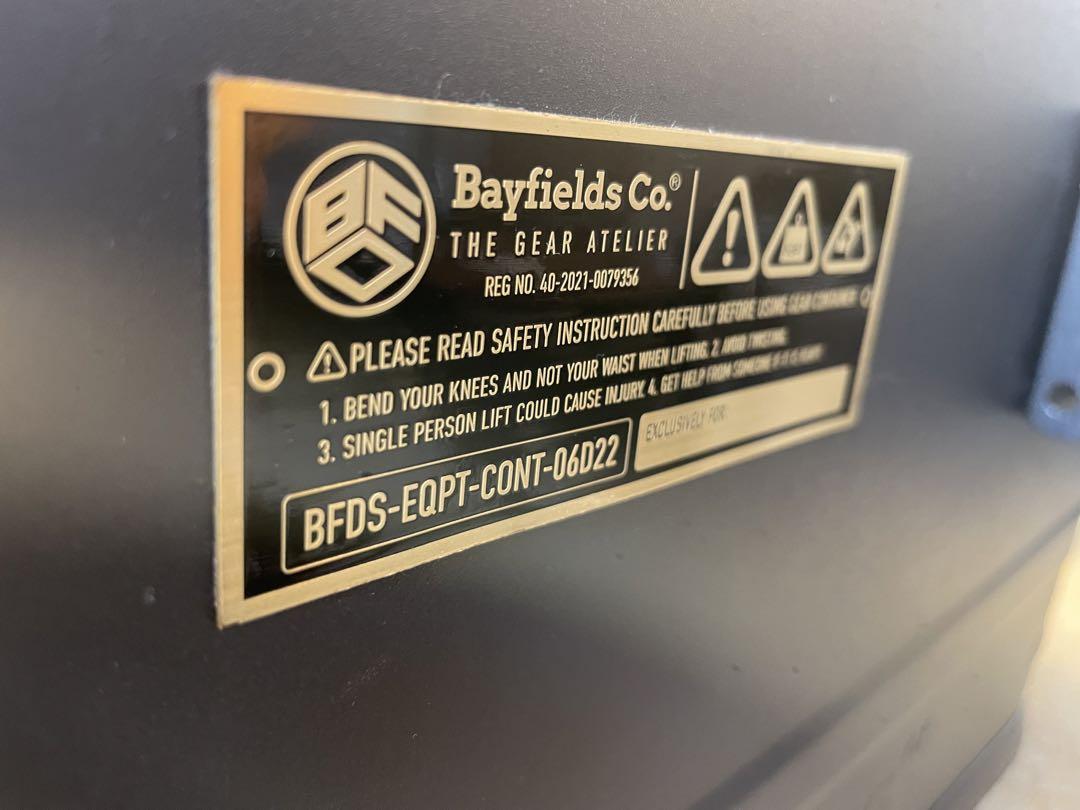 BFD
Bayfields Co.®
THE GEAR ATELIER
REG NO. 40-2021-0079356
PLEASE READ SAFETY INSTRUCTION CAREFULLY BEFORE USING GEAR CONTAINER
1. BEND YOUR KNEES AND NOT YOUR WAIST WHEN LIFTING. 2. AVOID TWISTING.
3. SINGLE PERSON LIFT COULD CAUSE INJURY. 4. GET HELP FROM SOMEONE IF IT IS HEAVY
BFDS-EQPT-CONT-06D22
EXCLUSIVELY FOR: